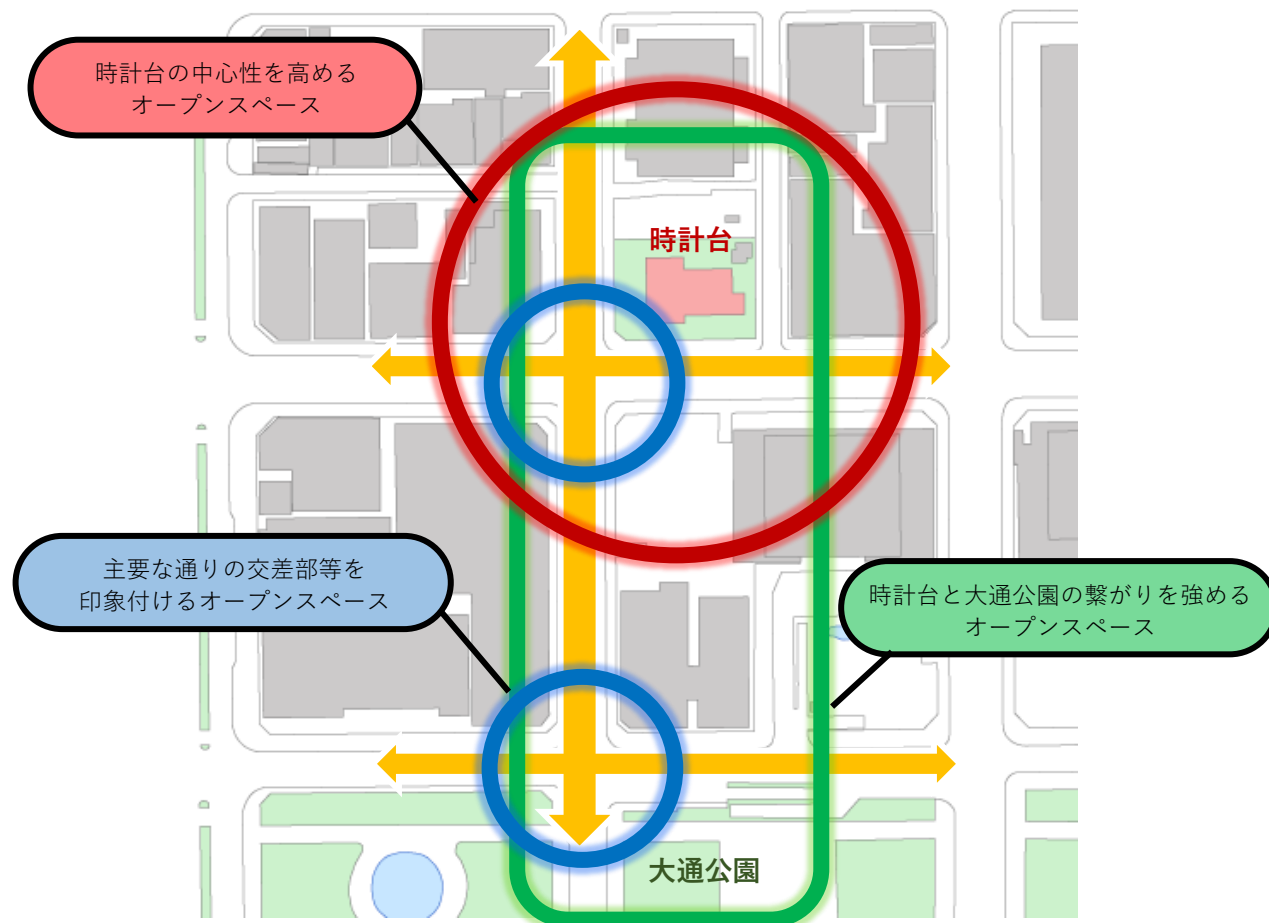 時計台の中心性を高める
オープンスペース
時計台
主要な通りの交差部等を
印象付けるオープンスペース
時計台と大通公園の繋がりを強める
オープンスペース
大通公園